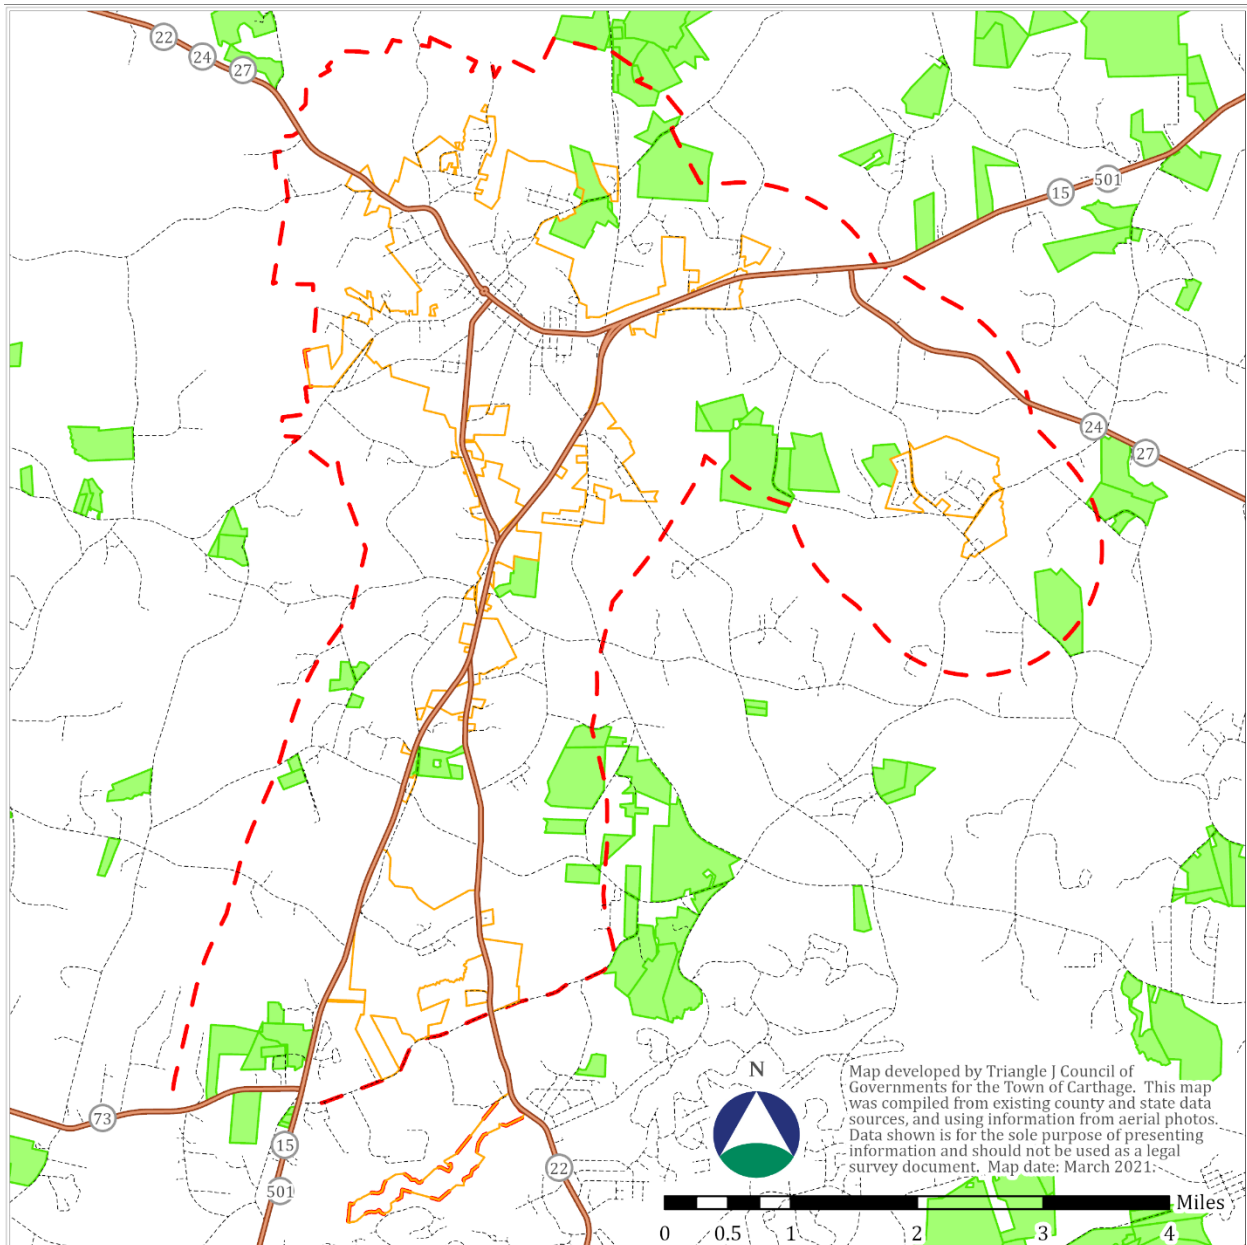 22
24
27
501
15
24
27
N
Map developed by Triangle J Council of
Governments for the Town of Carthage. This map
was compiled from existing county and state data
sources, and using information from aerial photos.
Data shown is for the sole purpose of presenting
information and should not be used as a legal
survey document. Map date: March 2021.
73
15
22
501
Miles
0 0.5 1 2 3 4